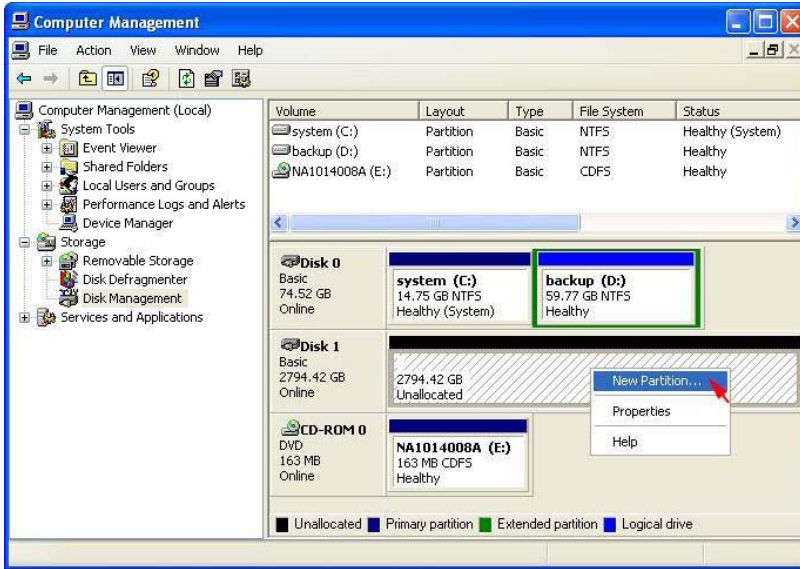 Computer Management
File Action View Window Help
Computer Management (Local)
System Tools
Event Viewer
Shared Folders
Local Users and Groups
Performance Logs and Alerts
Device Manager
Storage
Removable Storage
Disk Defragmenter
Disk Management
Services and Applications
Volume Layout Type File System Status
system (C:) Partition Basic NTFS Healthy (System)
backup (D:) Partition Basic NTFS Healthy
NA1014008A (E:) Partition Basic CDFS Healthy
Disk 0
Basic
74.52 GB
Online
system (C:)
14.75 GB NTFS
Healthy (System)
backup (D:)
59.77 GB NTFS
Healthy
Disk 1
Basic
2794.42 GB
Online
2794.42 GB
Unallocated
New Partition...
Properties
Help
CD-ROM 0
DVD
163 MB
Online
NA1014008A (E:)
163 MB CDFS
Healthy
Unallocated Primary partition Extended partition Logical drive